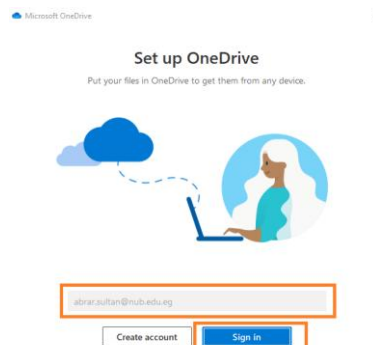 Microsoft OneDrive
Set up OneDrive
Put your files in OneDrive to get them from any device.
abrar.sultan@nub.edu.eg
Create account
Sign in